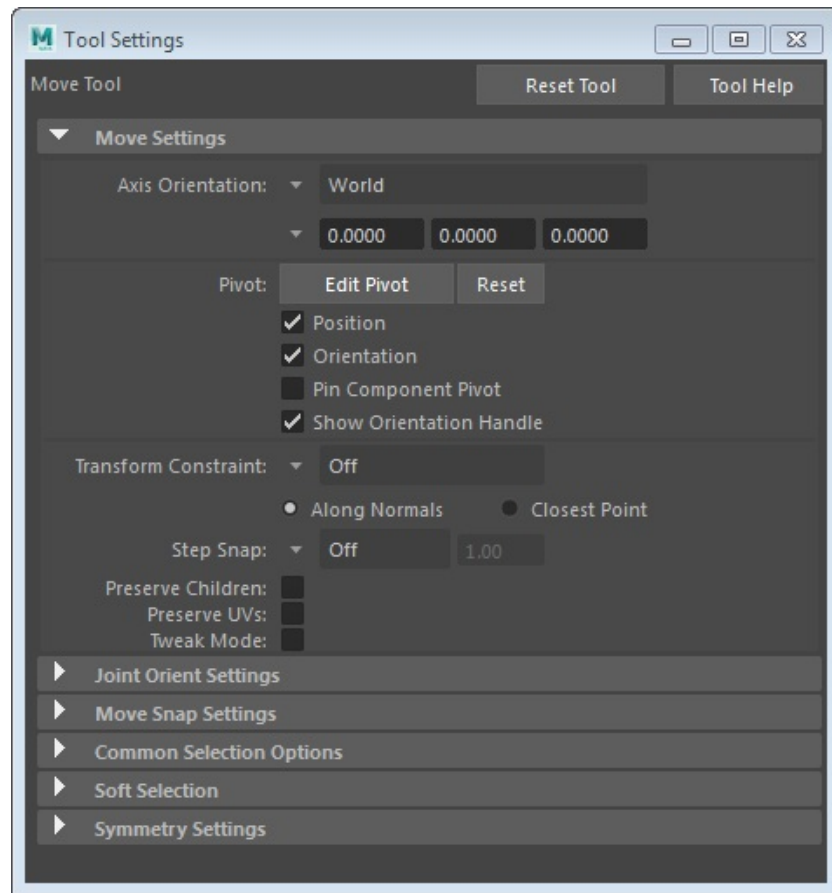 Tool Settings
Move Tool Reset Tool Tool Help
Move Settings
Axis Orientation: World
0.0000 0.0000 0.0000
Pivot: Edit Pivot Reset
Position
Orientation
Pin Component Pivot
Show Orientation Handle
Transform Constraint: Off
Along Normals Closest Point
Step Snap: Off 1.00
Preserve Children:
Preserve UVs:
Tweak Mode:
Joint Orient Settings
Move Snap Settings
Common Selection Options
Soft Selection
Symmetry Settings